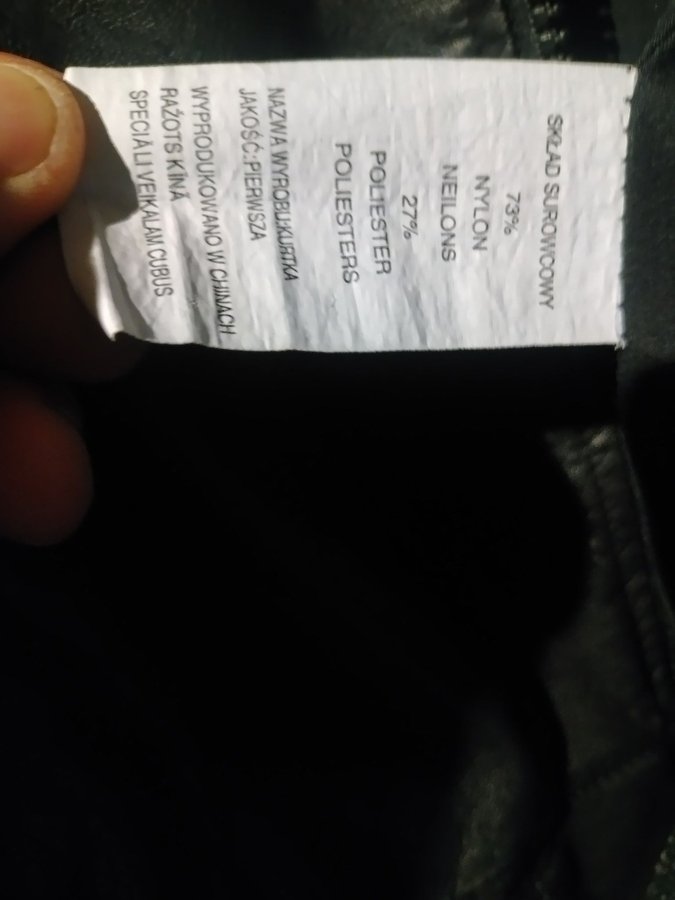 SKŁAD SUROWCOWY
73%
NYLON
NEILONS
27%
POLIESTER
POLIESTERS
NAZWA WYROBU:KURTKA
JAKOŚĆ:PIERWSZA
WYPRODUKOWANO W CHINACH
RAŽOTS ĶĪNĀ
SPECIĀLI VEIKALAM CUBUS